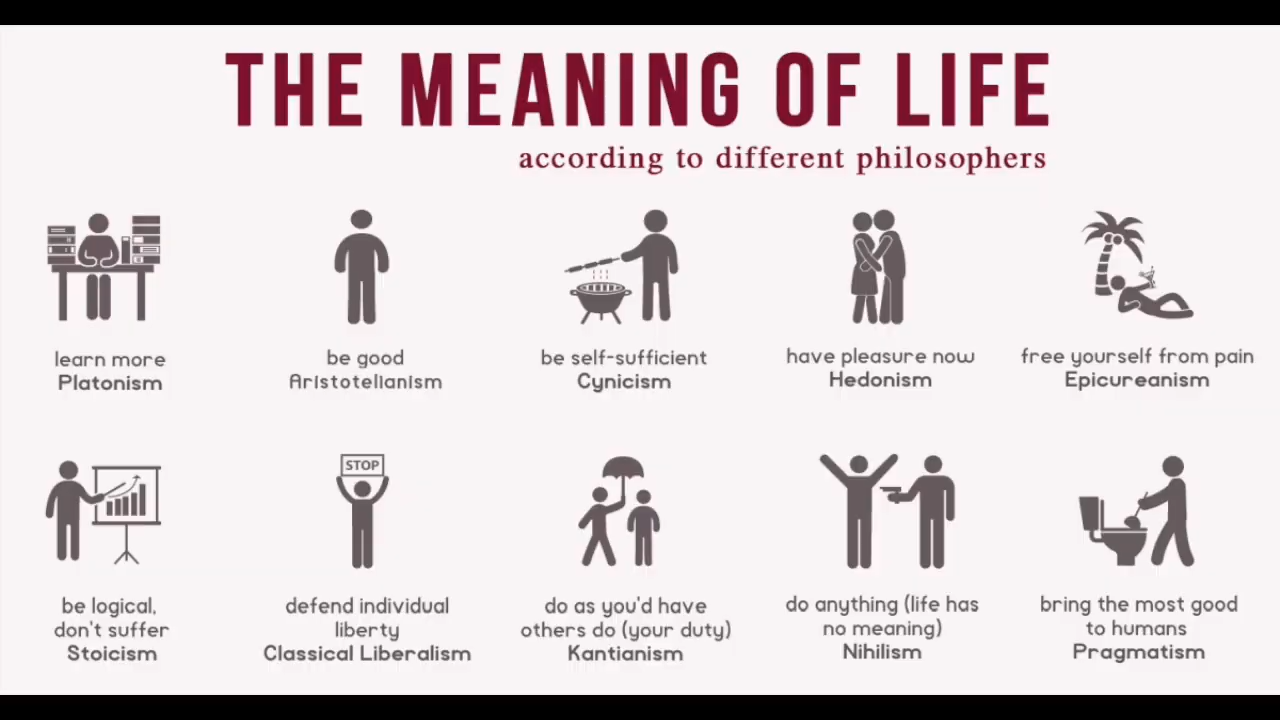 THE MEANING OF LIFE
according to different philosophers
learn more
Platonism
be good
Aristotelianism
be self-sufficient
Cynicism
have pleasure now
Hedonism
free yourself from pain
Epicureanism
be logical,
don't suffer
Stoicism
STOP
defend individual
liberty
Classical Liberalism
do as you'd have
others do (your duty)
Kantianism
do anything (life has
no meaning)
Nihilism
bring the most good
to humans
Pragmatism